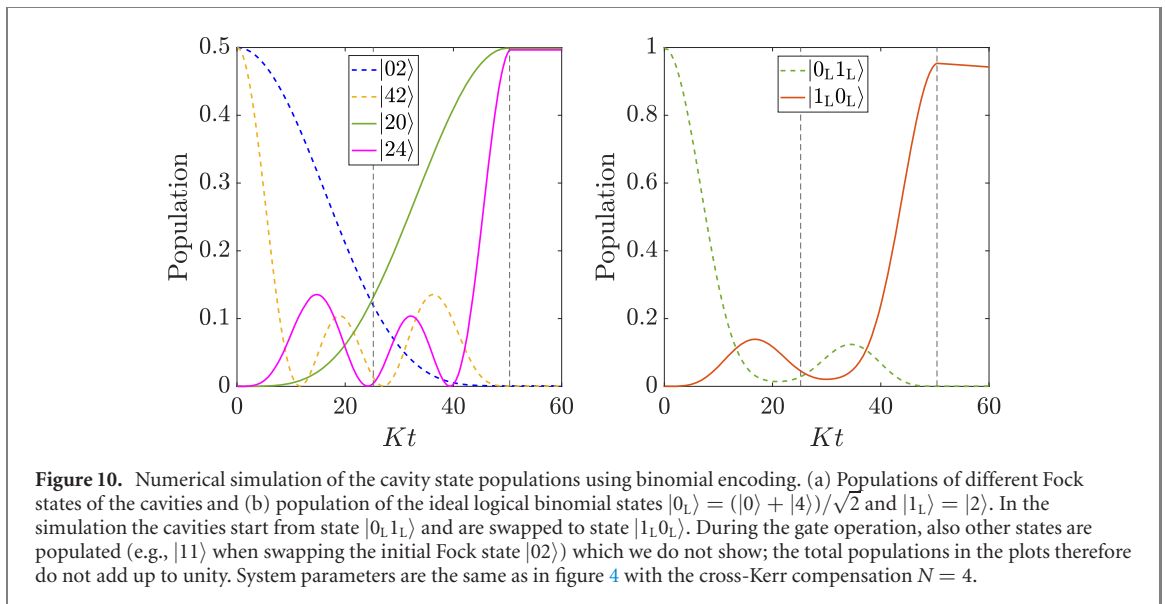 0.5
0.4
0.3
0.2
0.1
0
Population
|02⟩
|42⟩
|20⟩
|24⟩
0 20 40 60
Kt
1
0.8
0.6
0.4
0.2
0
Population
|0L1L⟩
|1L0L⟩
0 20 40 60
Kt
Figure 10. Numerical simulation of the cavity state populations using binomial encoding. (a) Populations of different Fock
states of the cavities and (b) population of the ideal logical binomial states |0L⟩ = (|0⟩ + |4⟩)/√2 and |1L⟩ = |2⟩. In the
simulation the cavities start from state |0L1L⟩ and are swapped to state |1L0L⟩. During the gate operation, also other states are
populated (e.g., |11⟩ when swapping the initial Fock state |02⟩) which we do not show; the total populations in the plots therefore
do not add up to unity. System parameters are the same as in figure 4 with the cross-Kerr compensation N = 4.